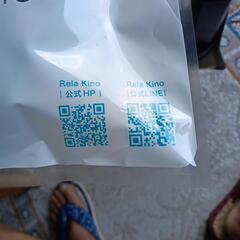 Rela Kino
| 公式 HP |
Rela Kino
|公式LINE|